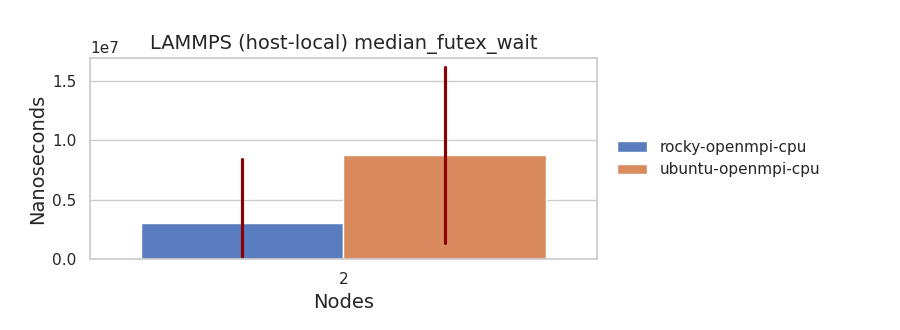 LAMMPS (host-local) median_futex_wait
1e7
1.5
1.0
0.5
0.0
Nanoseconds
2
Nodes
rocky-openmpi-cpu
ubuntu-openmpi-cpu